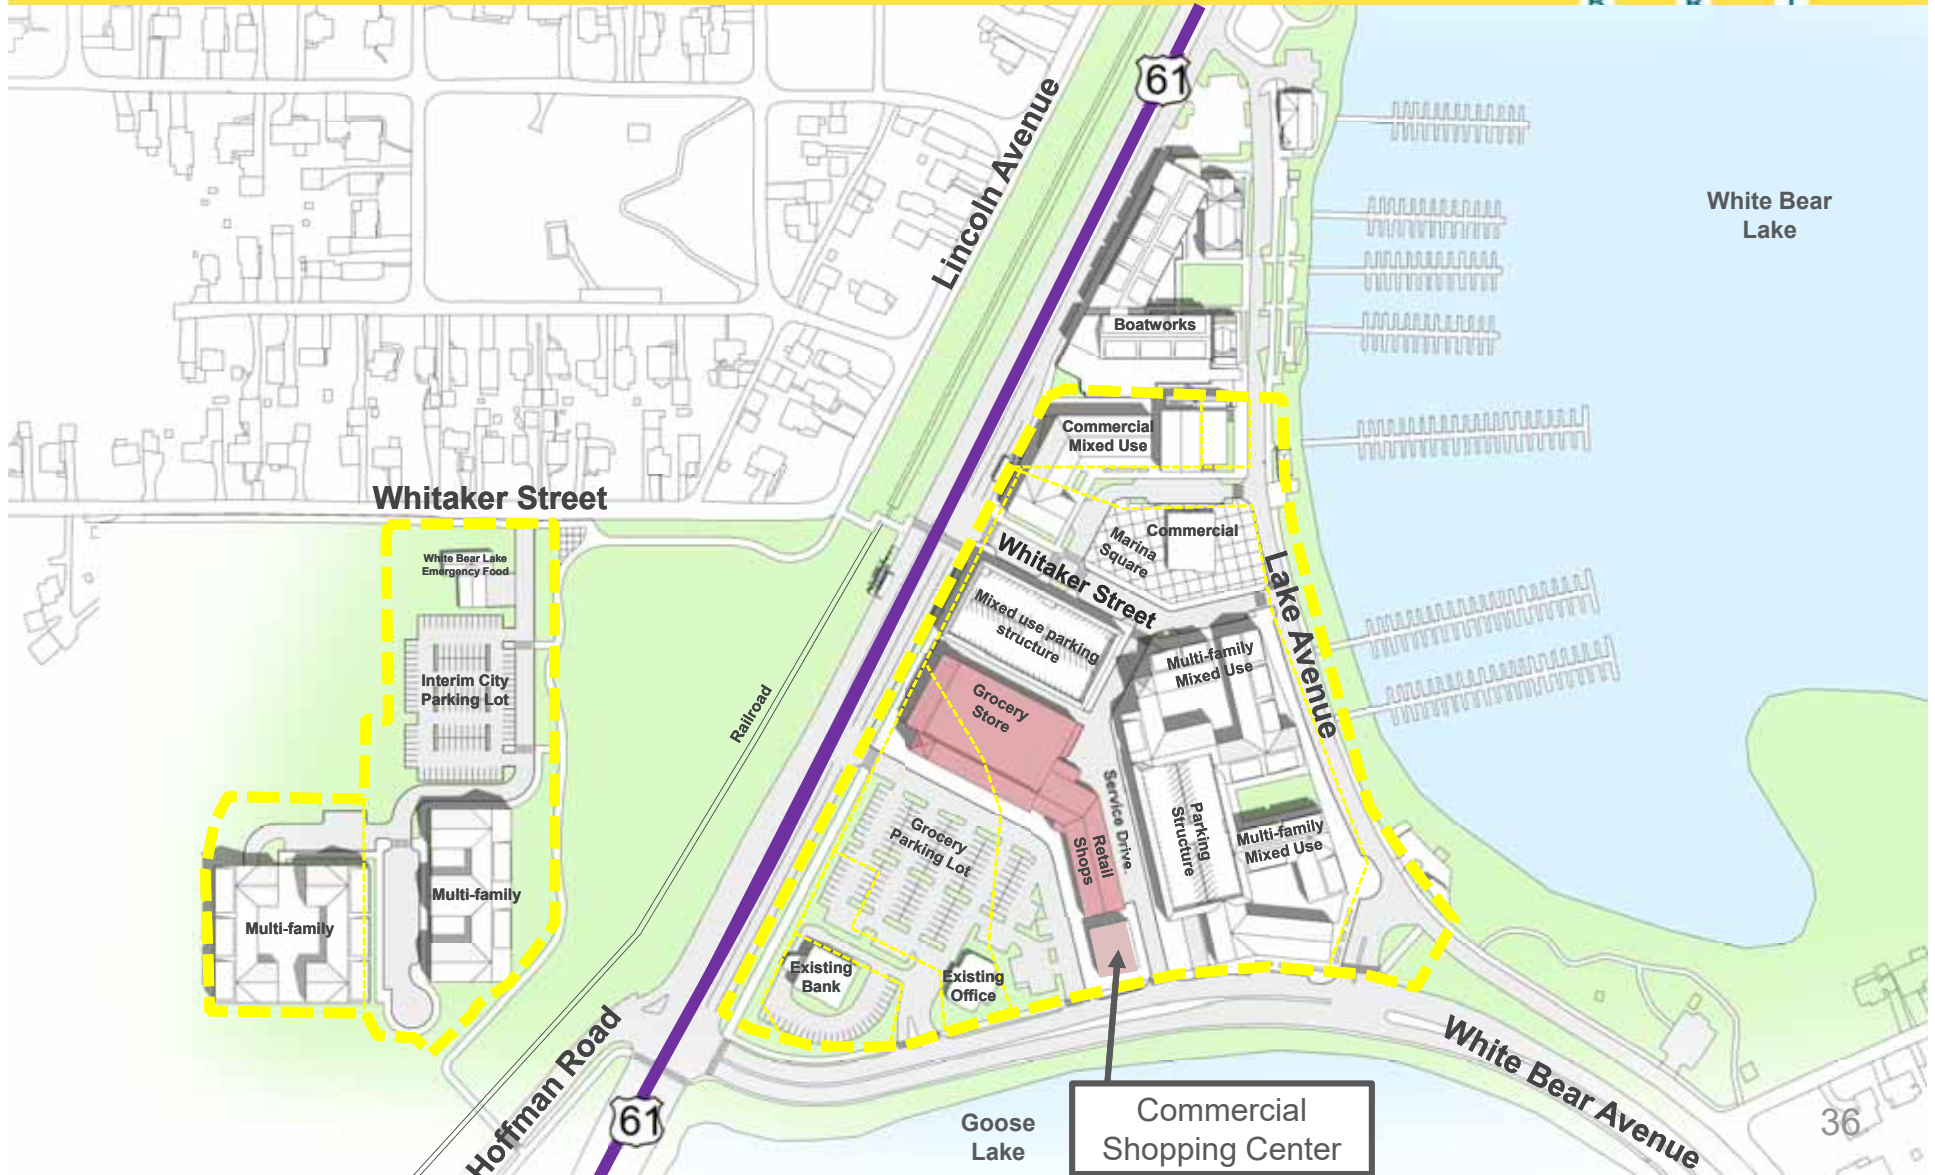 61
Lincoln Avenue
White Bear
Lake
Boatworks
Commercial
Mixed Use
Whitaker Street
White Bear Lake
Emergency Food
Commercial
Marina
Square
Whitaker Street
Lake Avenue
Mixed use parking
structure
Multi-family
Mixed Use
Interim City
Parking Lot
Railroad
Grocery
Store
Service Drive.
Parking
Structure
Multi-family
Mixed Use
Grocery
Parking Lot
Retail
Shops
Multi-family
Multi-family
Existing
Bank
Existing
Office
Hoffman Road
61
Goose
Lake
Commercial
Shopping Center
White Bear Avenue
36